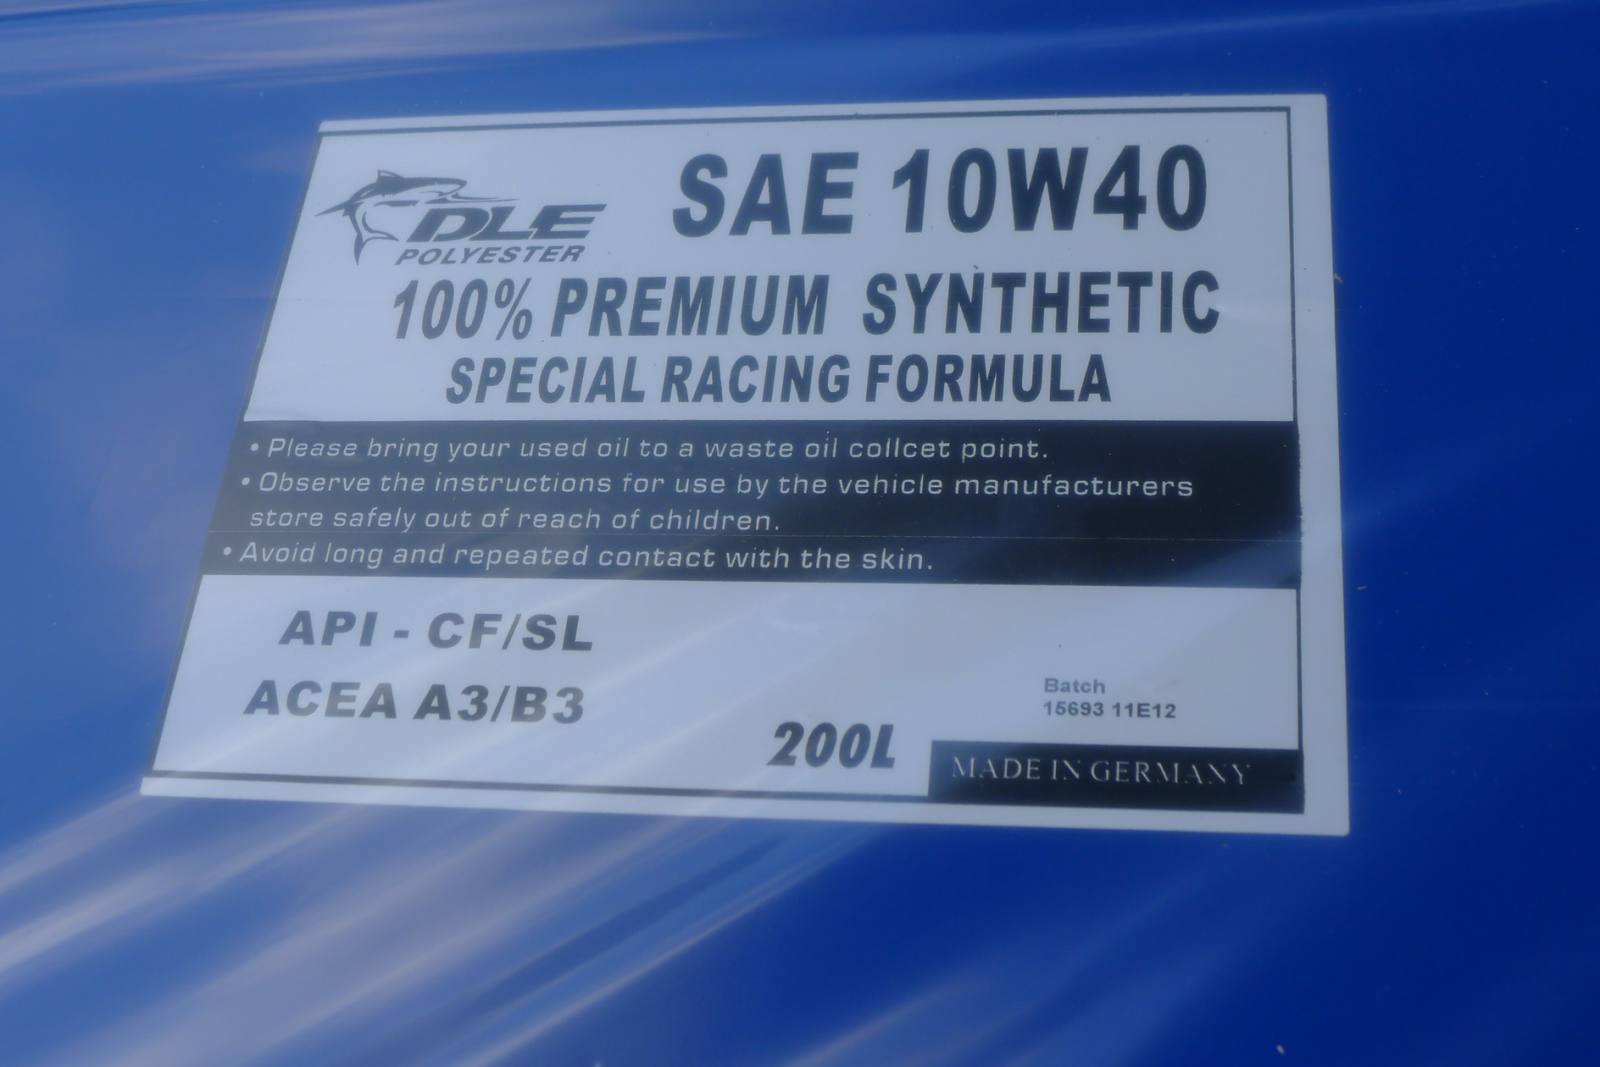 DLE
POLYESTER
SAE 10W40
100% PREMIUM SYNTHETIC
SPECIAL RACING FORMULA
• Please bring your used oil to a waste oil collcet point.
• Observe the instructions for use by the vehicle manufacturers
store safely out of reach of children.
• Avoid long and repeated contact with the skin.
API - CF/SL
ACEA A3/B3
200L
Batch
15693 11E12
MADE IN GERMANY